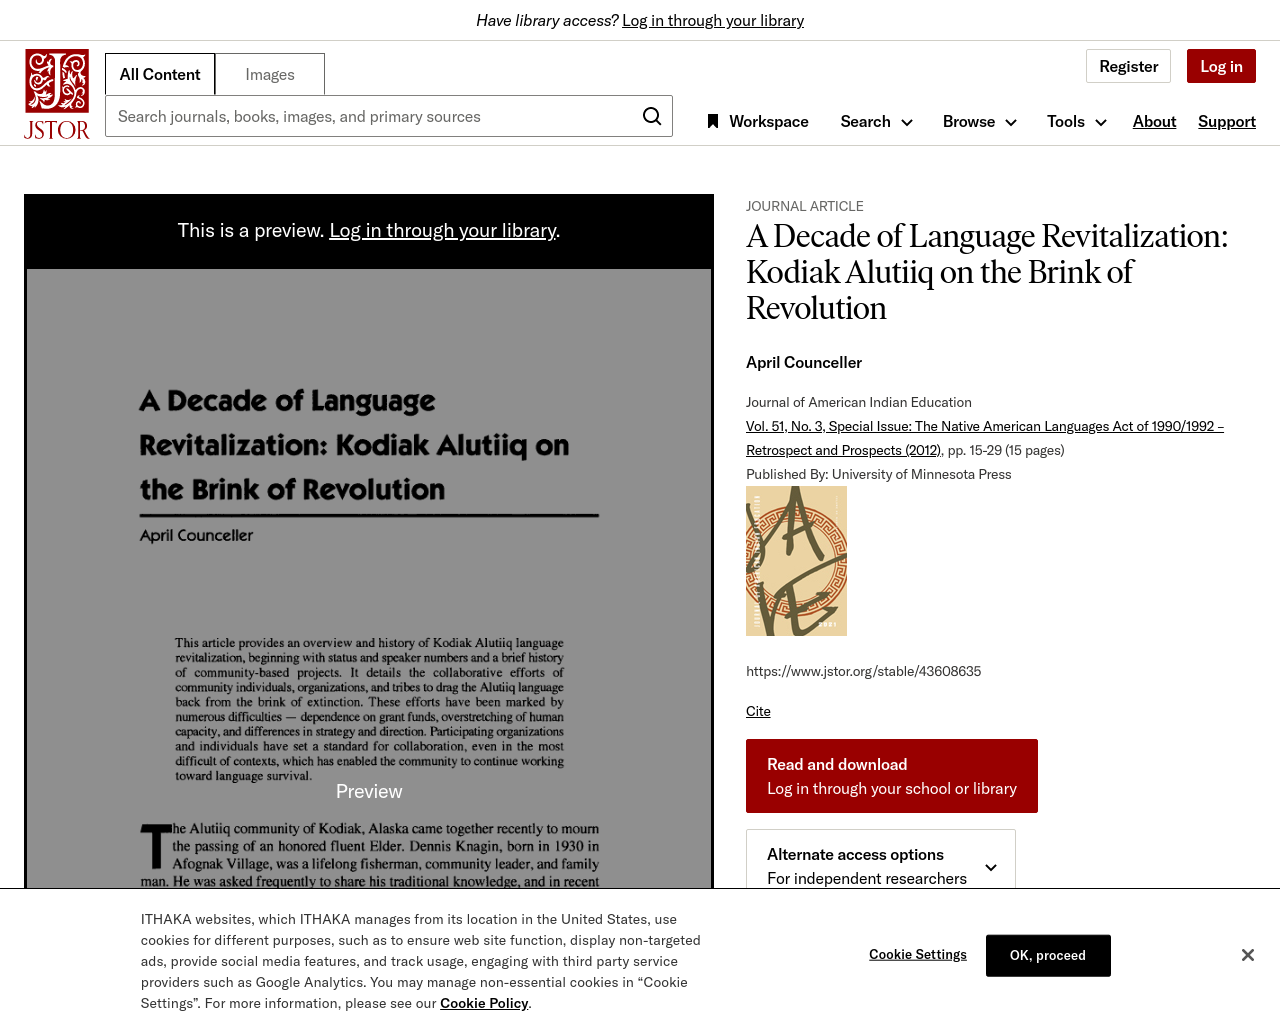 Have library access? Log in through your library
JSTOR
All Content
Images
Search journals, books, images, and primary sources
Register
Log in
Workspace
Search
Browse
Tools
About
Support
This is a preview. Log in through your library.
A Decade of Language
Revitalization: Kodiak Alutiiq on
the Brink of Revolution
April Counceller
This article provides an overview and history of Kodiak Alutiiq language
revitalization, beginning with status and speaker numbers and a brief history
of community-based projects. It details the collaborative efforts of
community individuals, organizations, and tribes to drag the Alutiiq language
back from the brink of extinction. These efforts have been marked by
numerous difficulties — dependence on grant funds, overstretching of human
capacity, and differences in strategy and direction. Participating organizations
and individuals have set a standard for collaboration, even in the most
difficult of contexts, which has enabled the community to continue working
toward language survival.
Preview
The Alutiiq community of Kodiak, Alaska came together recently to mourn
the passing of an honored fluent Elder. Dennis Knagin, born in 1930 in
Afognak Village, was a lifelong fisherman, community leader, and family
man. He was asked frequently to share his traditional knowledge, and in recent
JOURNAL ARTICLE
A Decade of Language Revitalization:
Kodiak Alutiiq on the Brink of
Revolution
April Counceller
Journal of American Indian Education
Vol. 51, No. 3, Special Issue: The Native American Languages Act of 1990/1992 –
Retrospect and Prospects (2012), pp. 15-29 (15 pages)
Published By: University of Minnesota Press
https://www.jstor.org/stable/43608635
Cite
Read and download
Log in through your school or library
Alternate access options
For independent researchers
ITHAKA websites, which ITHAKA manages from its location in the United States, use
cookies for different purposes, such as to ensure web site function, display non-targeted
ads, provide social media features, and track usage, engaging with third party service
providers such as Google Analytics. You may manage non-essential cookies in “Cookie
Settings”. For more information, please see our Cookie Policy.
Cookie Settings
OK, proceed